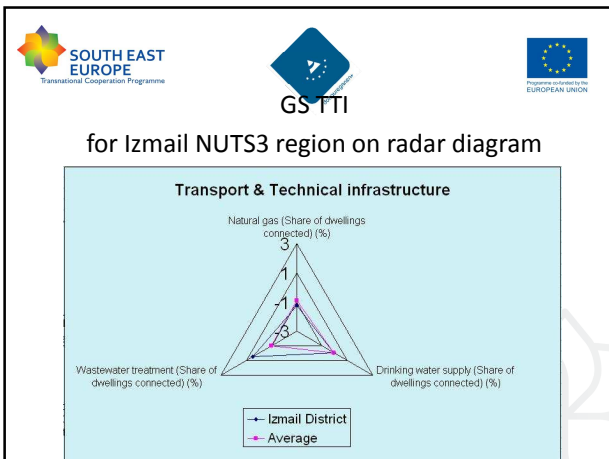 SOUTH EAST
EUROPE
Transnational Cooperation Programme
Programme co-funded by the
EUROPEAN UNION
GS TTI
for Izmail NUTS3 region on radar diagram
Transport & Technical infrastructure
Natural gas (Share of dwellings
connected) (%)
3
1
-1
-3
Wastewater treatment (Share of
dwellings connected) (%)
Drinking water supply (Share of
dwellings connected) (%)
Izmail District
Average